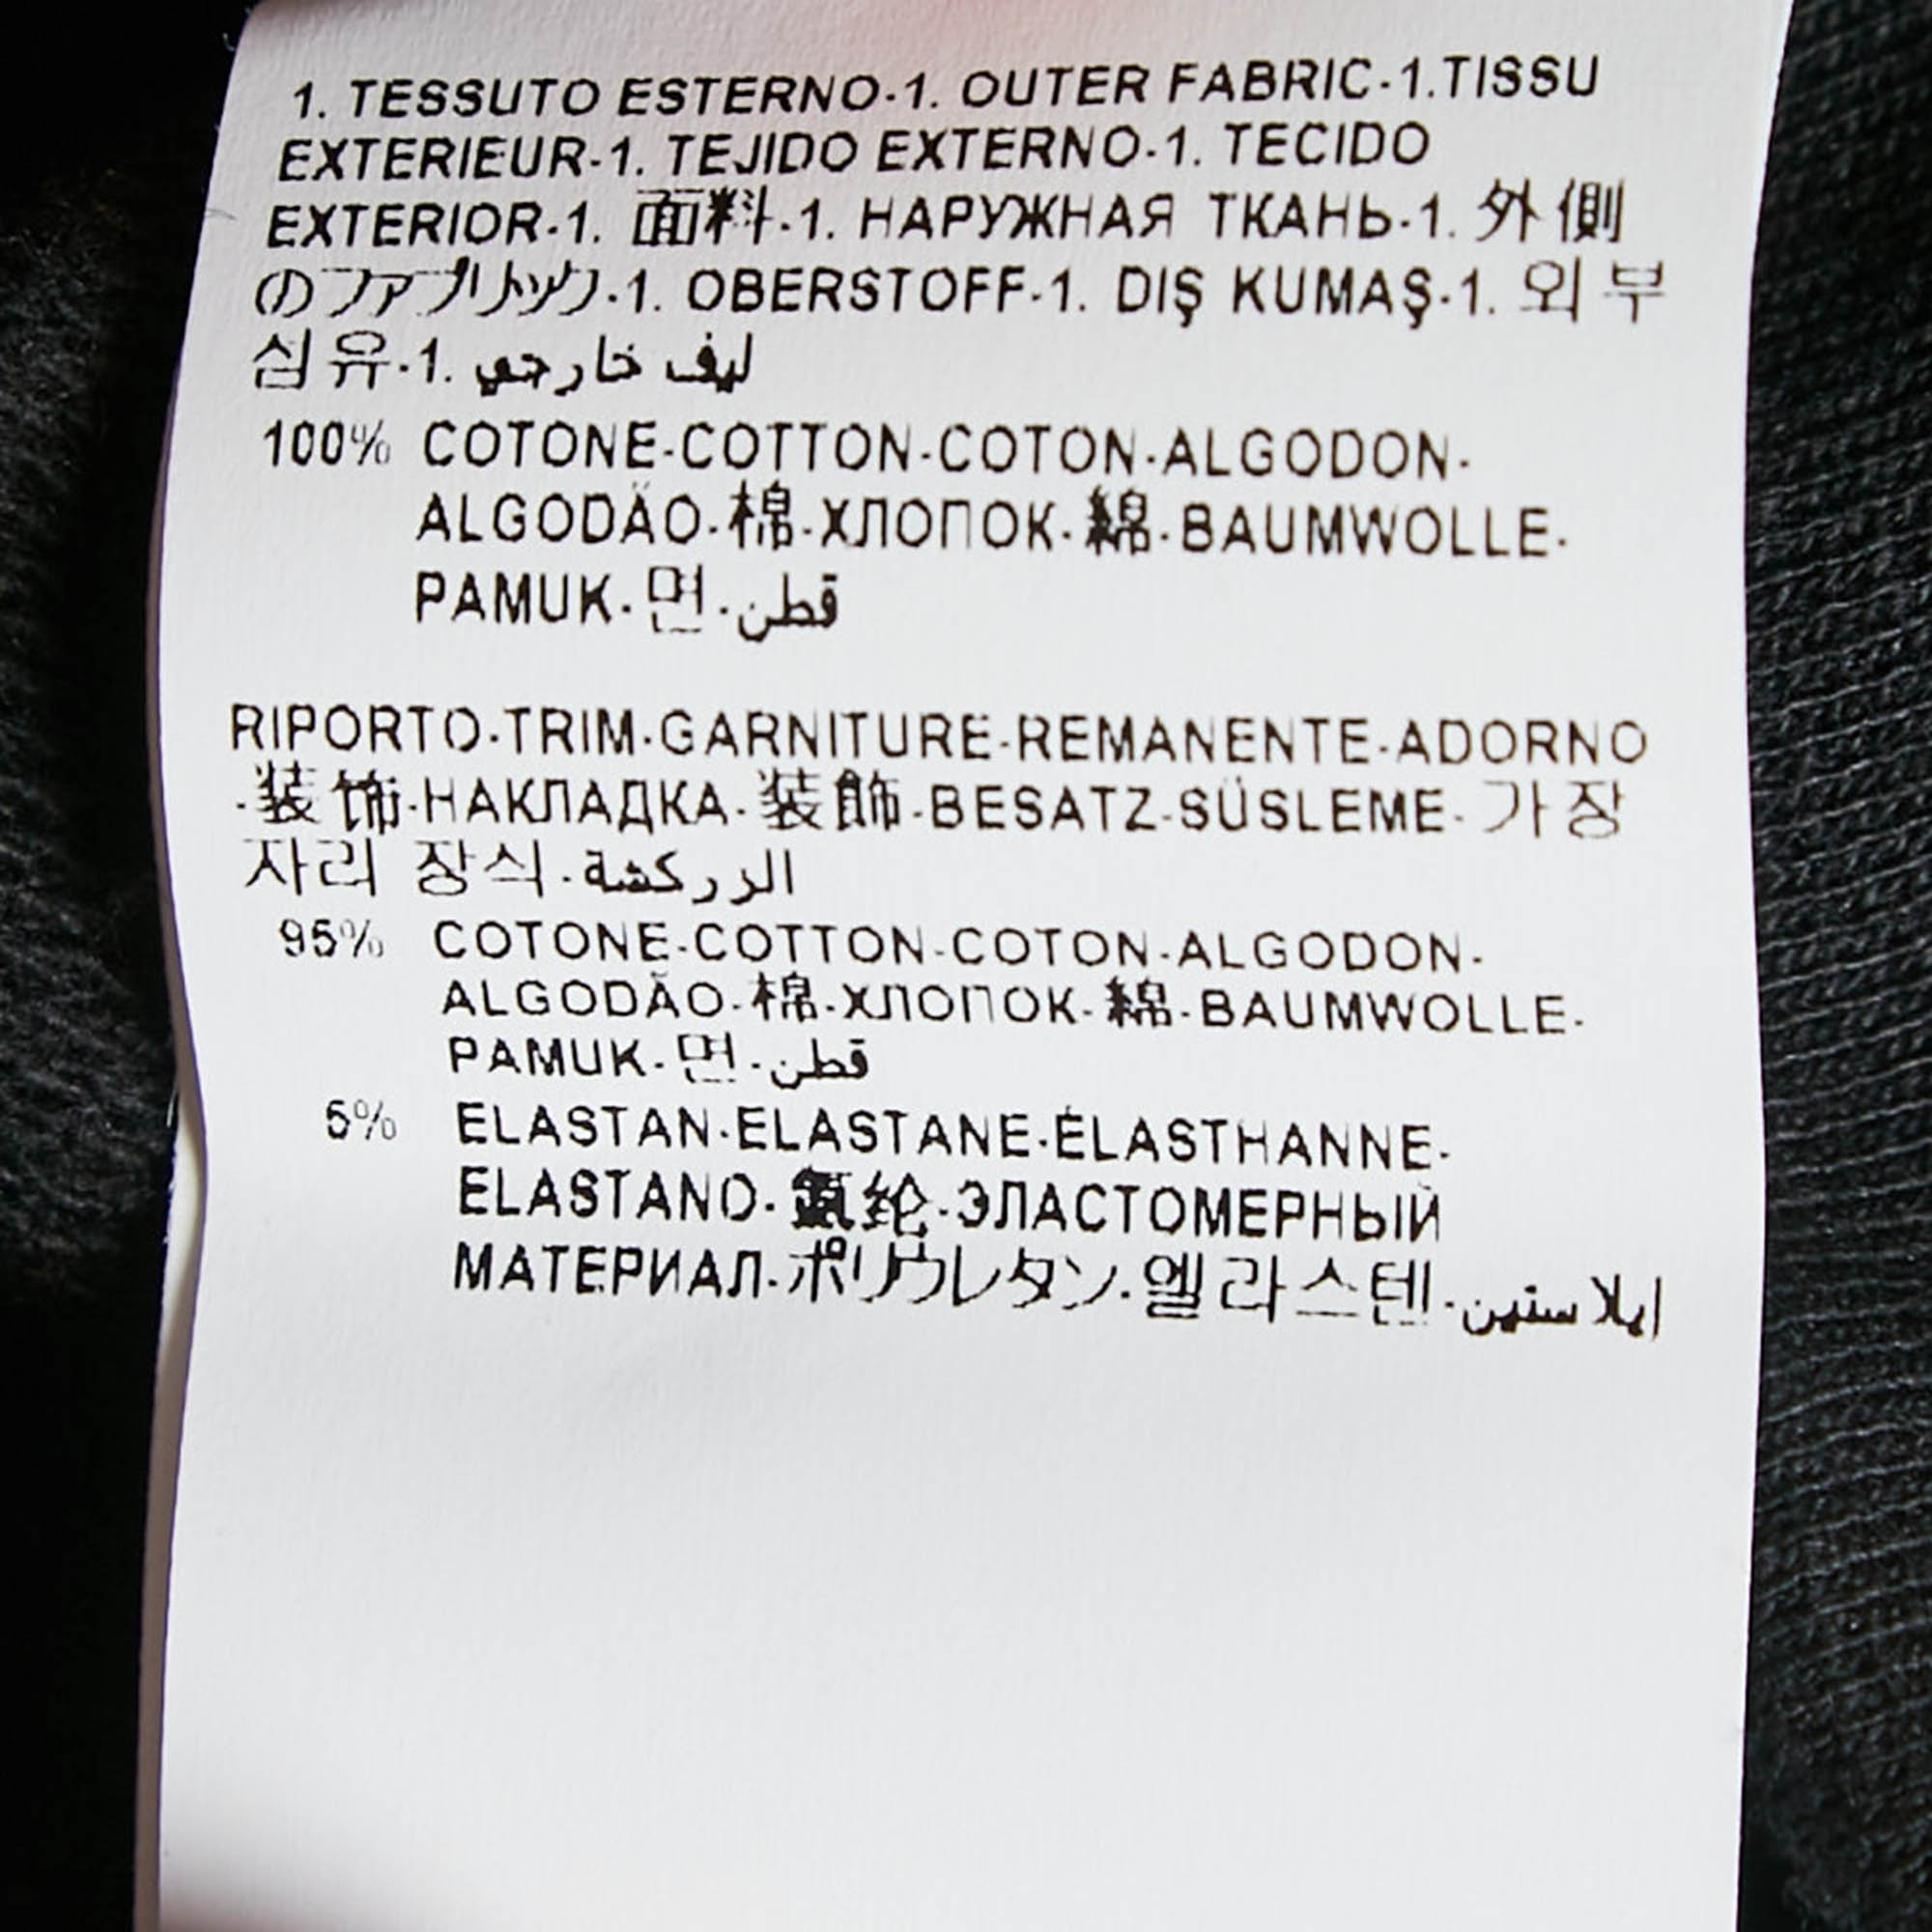 1. TESSUTO ESTERNO-1. OUTER FABRIC-1.TISSU
EXTERIEUR-1. TEJIDO EXTERNO-1. TECIDO
EXTERIOR-1. 面料-1. НАРУЖНАЯ ТКАНЬ-1. 外側
のファブリック-1. OBERSTOFF-1. DIŞ KUMAŞ-1. 외부
섬유-1. ليف خارجي
100% COTONE-COTTON-COTON-ALGODON-
ALGODÃO-棉-ХЛОПОК-綿-BAUMWOLLE-
PAMUK-면-قطن
RIPORTO-TRIM-GARNITURE-REMANENTE-ADORNO
-装饰-НАКЛАДКА-装飾-BESATZ-SÜSLEME-가장
자리 장식-الزركشة
95% COTONE-COTTON-COTON-ALGODON-
ALGODÃO-棉-ХЛОПОК-綿-BAUMWOLLE-
PAMUK-면-قطن
5% ELASTAN-ELASTANE-ÉLASTHANNE-
ELASTANO-氨纶-ЭЛАСТОМЕРНЫЙ
МАТЕРИАЛ-ポリウレタン-엘라스텐-ايلاستين